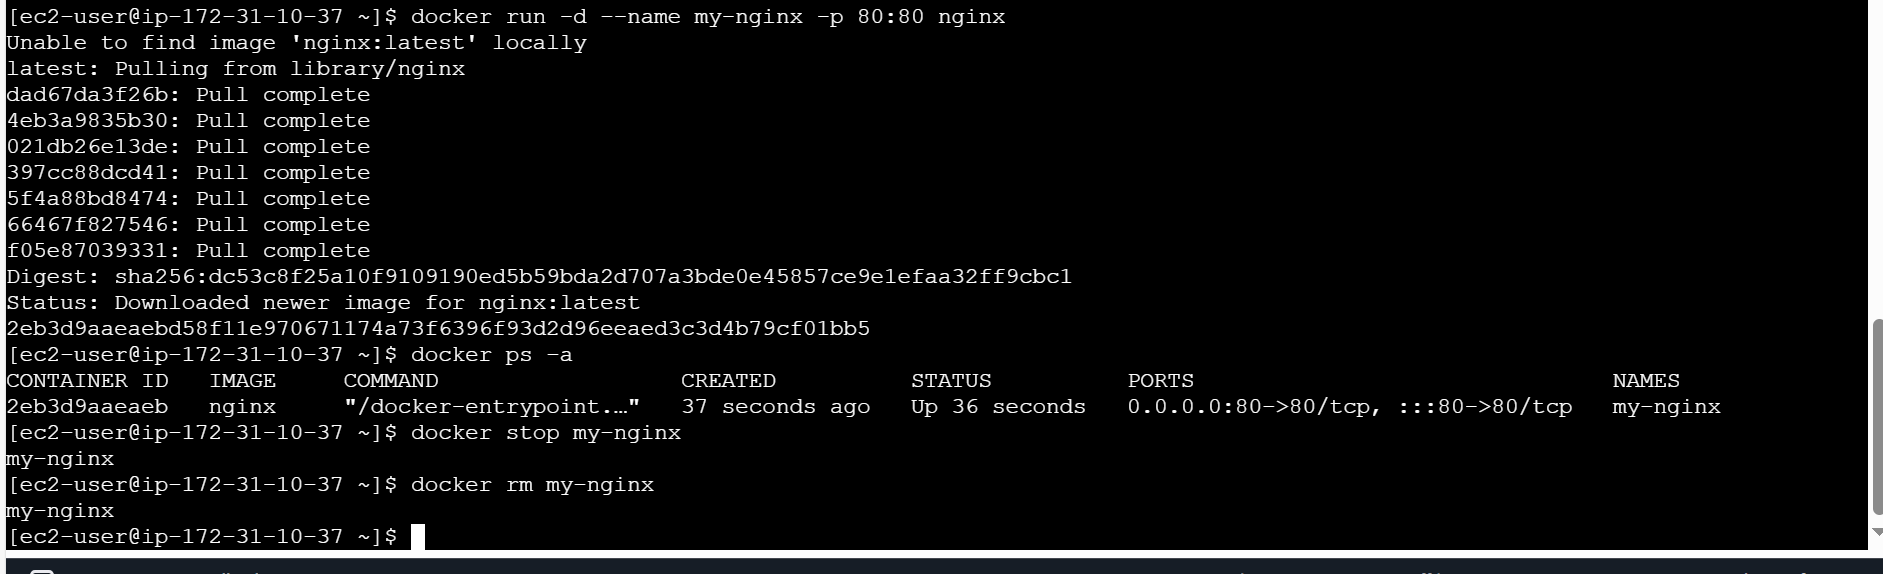 [ec2-user@ip-172-31-10-37 ~]$ docker run -d --name my-nginx -p 80:80 nginx
Unable to find image 'nginx:latest' locally
latest: Pulling from library/nginx
dad67da3f26b: Pull complete
4eb3a9835b30: Pull complete
021db26e13de: Pull complete
397cc88dcd41: Pull complete
5f4a88bd8474: Pull complete
66467f827546: Pull complete
f05e87039331: Pull complete
Digest: sha256:dc53c8f25a10f9109190ed5b59bda2d707a3bde0e45857ce9e1efaa32ff9cbc1
Status: Downloaded newer image for nginx:latest
2eb3d9aaeaebd58f11e970671174a73f6396f93d2d96eeaed3c3d4b79cf01bb5
[ec2-user@ip-172-31-10-37 ~]$ docker ps -a
CONTAINER ID   IMAGE     COMMAND                  CREATED          STATUS          PORTS                               NAMES
2eb3d9aaeaeb   nginx     "/docker-entrypoint.…"   37 seconds ago   Up 36 seconds   0.0.0.0:80->80/tcp, :::80->80/tcp   my-nginx
[ec2-user@ip-172-31-10-37 ~]$ docker stop my-nginx
my-nginx
[ec2-user@ip-172-31-10-37 ~]$ docker rm my-nginx
my-nginx
[ec2-user@ip-172-31-10-37 ~]$